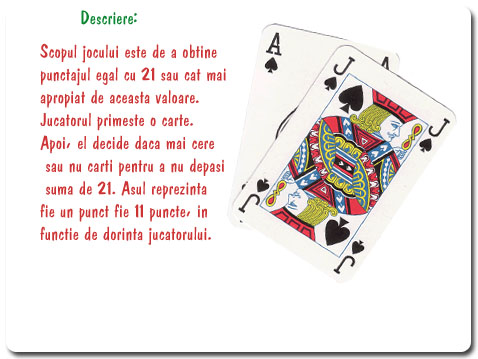 Descriere:
Scopul jocului este de a obtine
punctajul egal cu 21 sau cat mai
apropiat de aceasta valoare.
Jucatorul primeste o carte.
Apoi, el decide daca mai cere
sau nu carti pentru a nu depasi
suma de 21. Asul reprezinta
fie un punct fie 11 puncte, in
functie de dorinta jucatorului.
A
A
J
J
J
J